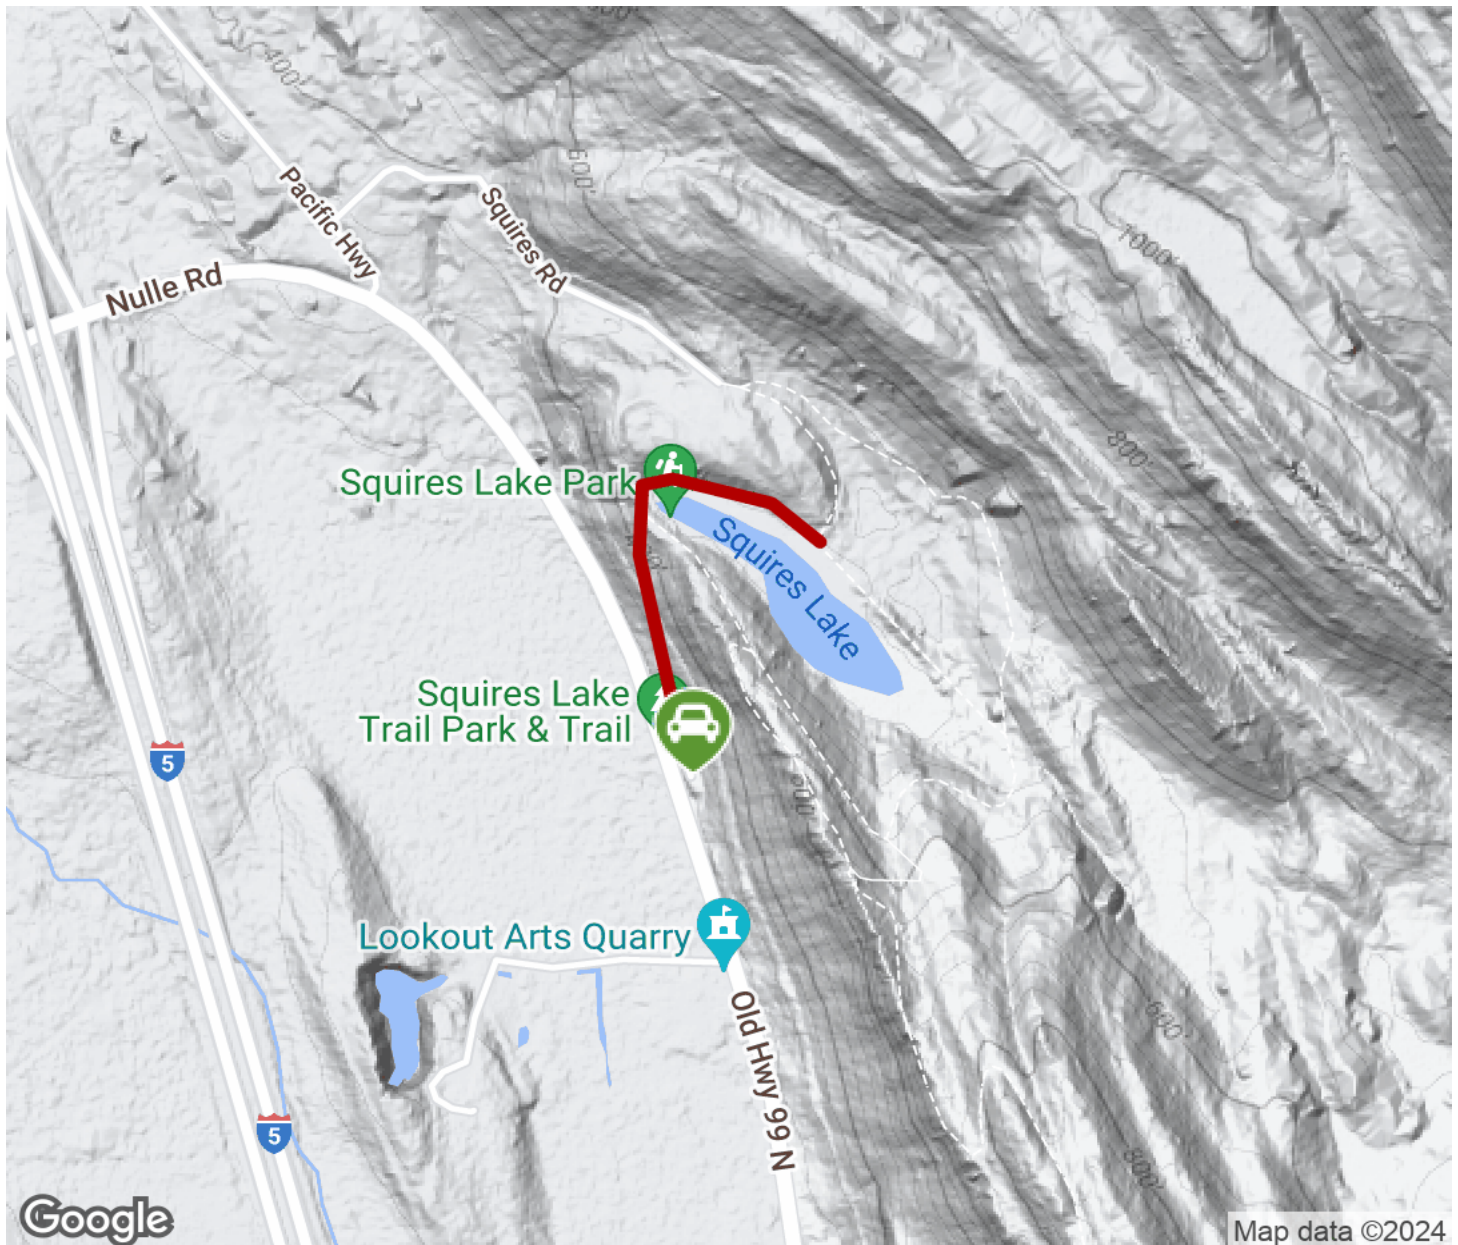 400'
600'
Pacific Hwy
Squires Rd
Nulle Rd
1000'
800'
Squires Lake Park
Squires Lake
Squires Lake
Trail Park & Trail
5
Lookout Arts Quarry
Old Hwy 99 N
600'
5
800'
Google
Map data ©2024